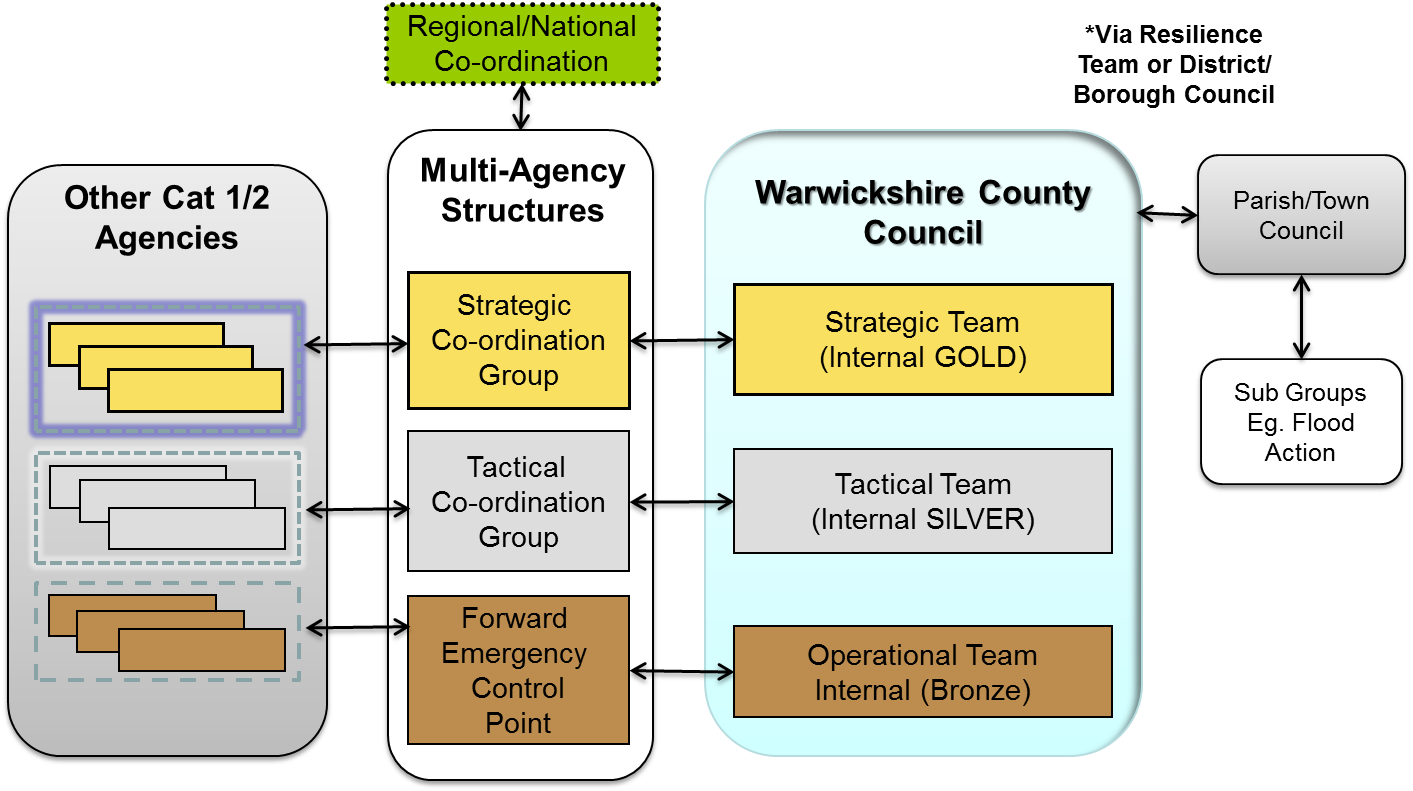 Regional/National
Co-ordination
*Via Resilience
Team or District/
Borough Council
Other Cat 1/2
Agencies
Multi-Agency
Structures
Strategic
Co-ordination
Group
Tactical
Co-ordination
Group
Forward
Emergency
Control
Point
Warwickshire County
Council
Strategic Team
(Internal GOLD)
Tactical Team
(Internal SILVER)
Operational Team
Internal (Bronze)
Parish/Town
Council
Sub Groups
Eg. Flood
Action